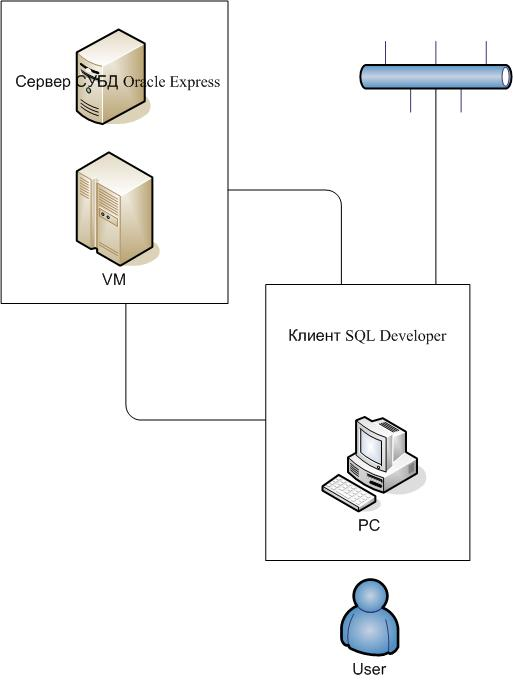 Сервер СУБД Oracle Express
VM
Клиент SQL Developer
PC
User